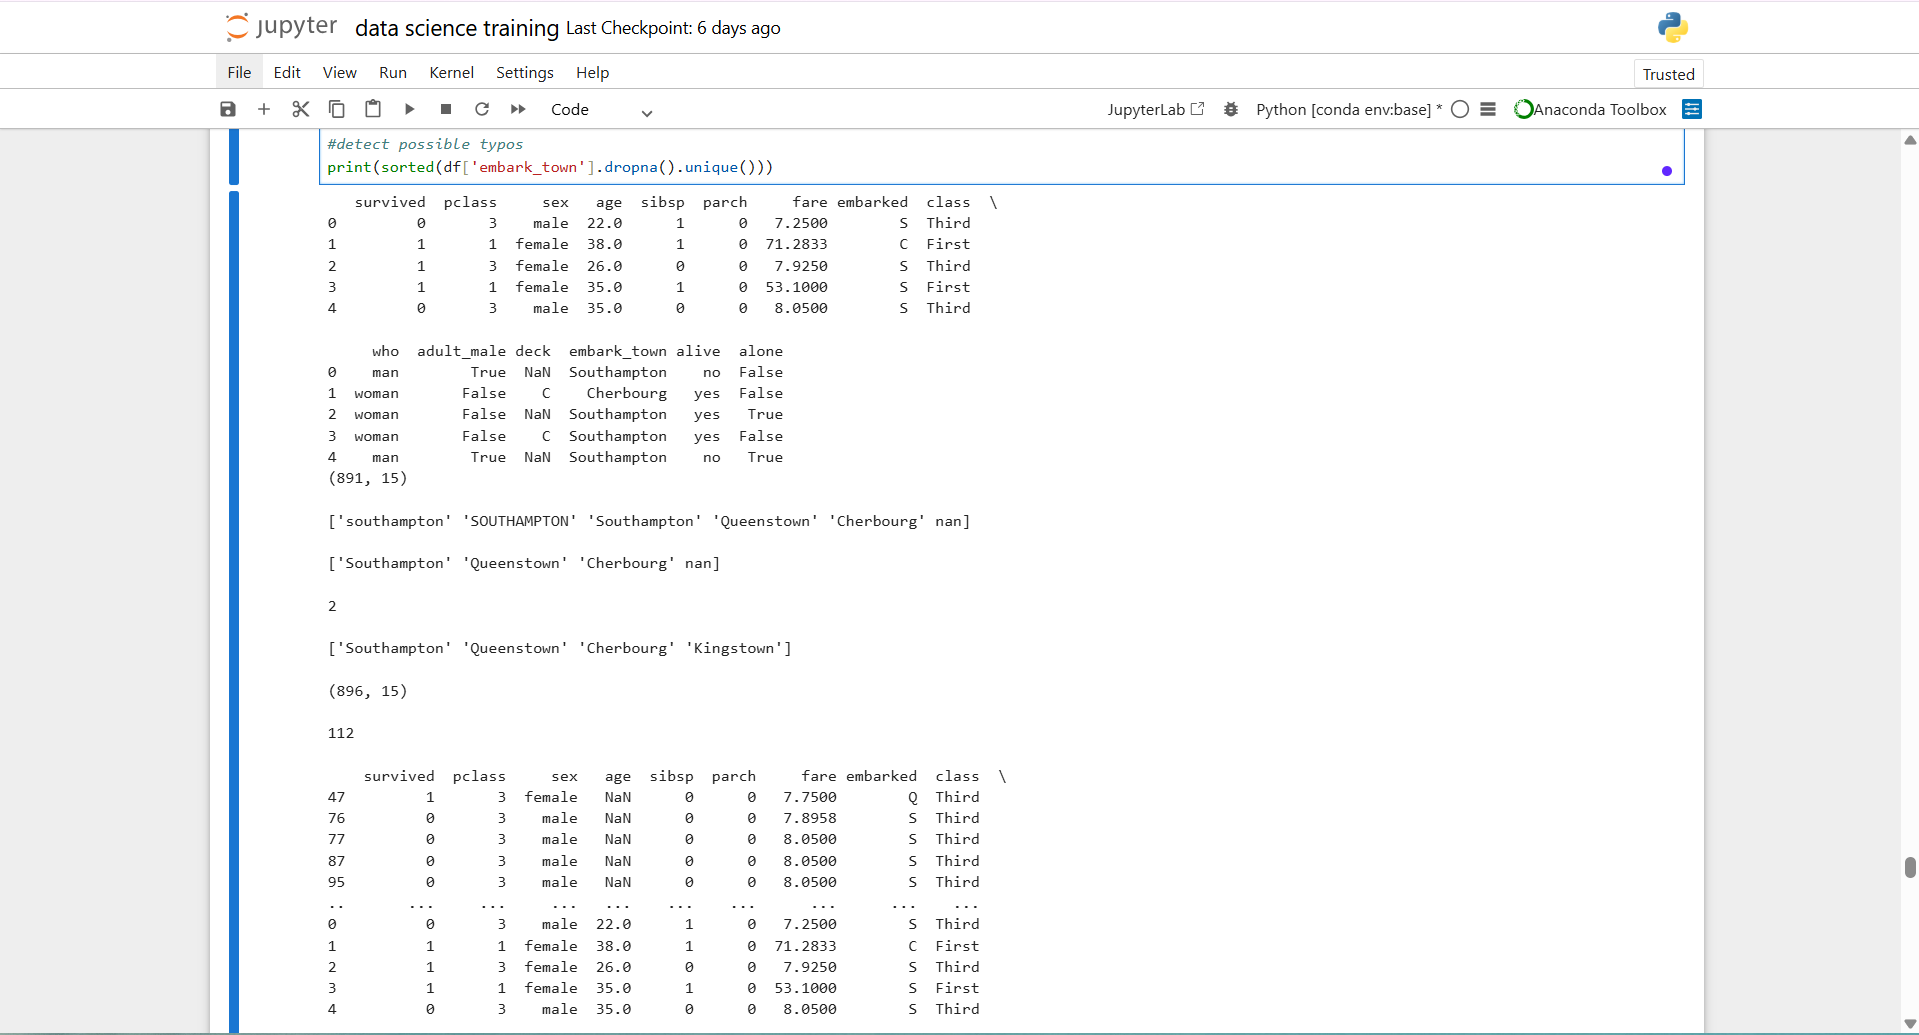 jupyter data science training Last Checkpoint: 6 days ago
File Edit View Run Kernel Settings Help Trusted
Code JupyterLab Python [conda env:base] * Anaconda Toolbox
#detect possible typos
print(sorted(df['embark_town'].dropna().unique()))
   survived  pclass     sex   age  sibsp  parch     fare embarked  class  \
0         0       3    male  22.0      1      0   7.2500        S  Third
1         1       1  female  38.0      1      0  71.2833        C  First
2         1       3  female  26.0      0      0   7.9250        S  Third
3         1       1  female  35.0      1      0  53.1000        S  First
4         0       3    male  35.0      0      0   8.0500        S  Third
     who  adult_male deck  embark_town alive  alone
0    man        True  NaN  Southampton    no  False
1  woman       False    C    Cherbourg   yes  False
2  woman       False  NaN  Southampton   yes   True
3  woman       False    C  Southampton   yes  False
4    man        True  NaN  Southampton    no   True
(891, 15)
['southampton' 'SOUTHAMPTON' 'Southampton' 'Queenstown' 'Cherbourg' nan]
['Southampton' 'Queenstown' 'Cherbourg' nan]
2
['Southampton' 'Queenstown' 'Cherbourg' 'Kingstown']
(896, 15)
112
    survived  pclass     sex   age  sibsp  parch     fare embarked  class  \
47         1       3  female   NaN      0      0   7.7500        Q  Third
76         0       3    male   NaN      0      0   7.8958        S  Third
77         0       3    male   NaN      0      0   8.0500        S  Third
87         0       3    male   NaN      0      0   8.0500        S  Third
95         0       3    male   NaN      0      0   8.0500        S  Third
..       ...     ...     ...   ...    ...    ...      ...      ...    ...
0          0       3    male  22.0      1      0   7.2500        S  Third
1          1       1  female  38.0      1      0  71.2833        C  First
2          1       3  female  26.0      0      0   7.9250        S  Third
3          1       1  female  35.0      1      0  53.1000        S  First
4          0       3    male  35.0      0      0   8.0500        S  Third